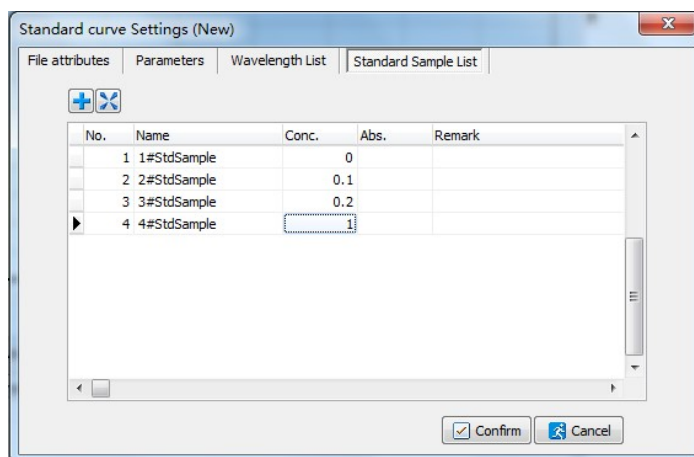 Standard curve Settings (New)
File attributes Parameters Wavelength List Standard Sample List
No. Name Conc. Abs. Remark
1 1#StdSample 0
2 2#StdSample 0.1
3 3#StdSample 0.2
4 4#StdSample 1
Confirm Cancel